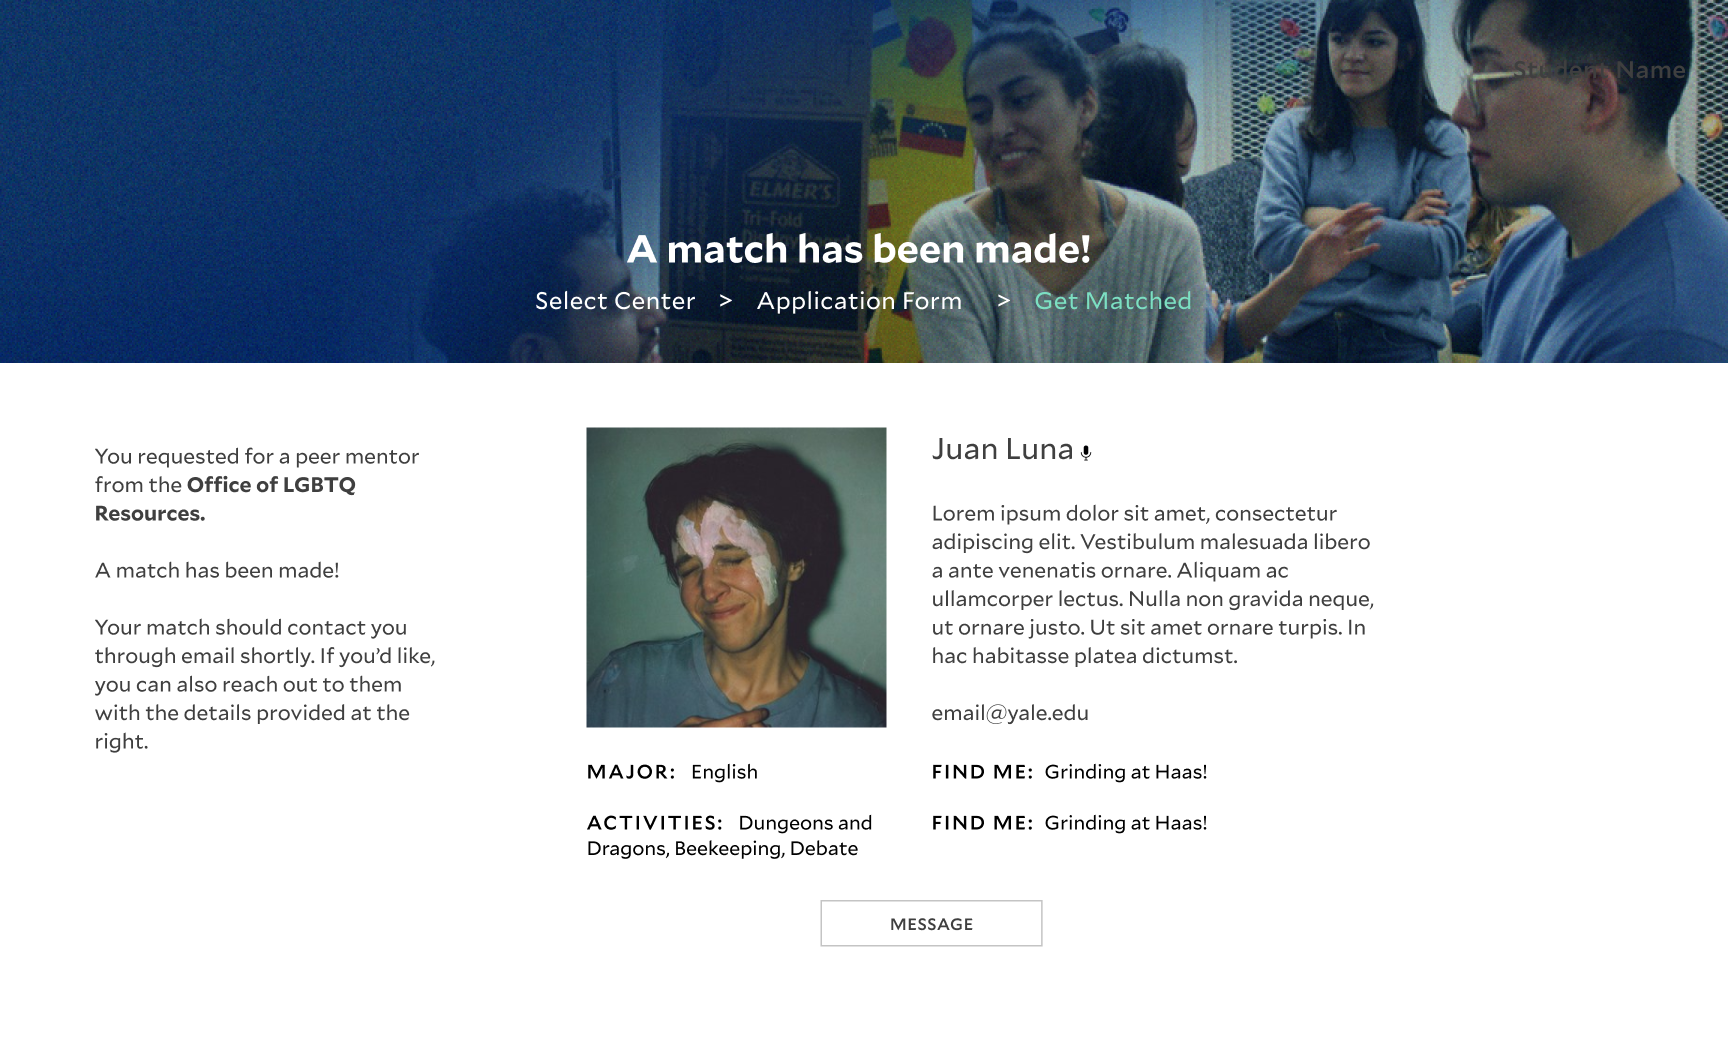 Student Name
ELMER'S
Tri-Fold
A match has been made!
Select Center > Application Form > Get Matched
You requested for a peer mentor
from the Office of LGBTQ
Resources.
A match has been made!
Your match should contact you
through email shortly. If you’d like,
you can also reach out to them
with the details provided at the
right.
Juan Luna
Lorem ipsum dolor sit amet, consectetur
adipiscing elit. Vestibulum malesuada libero
a ante venenatis ornare. Aliquam ac
ullamcorper lectus. Nulla non gravida neque,
ut ornare justo. Ut sit amet ornare turpis. In
hac habitasse platea dictumst.
email@yale.edu
MAJOR: English
ACTIVITIES: Dungeons and
Dragons, Beekeeping, Debate
FIND ME: Grinding at Haas!
FIND ME: Grinding at Haas!
MESSAGE